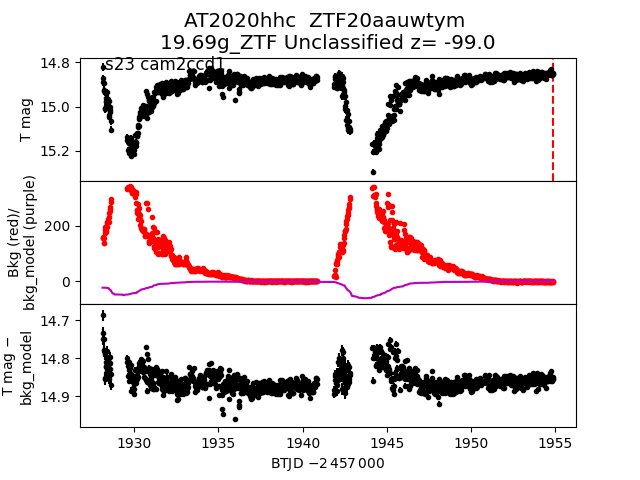 AT2020hhc  ZTF20aauwtym
19.69g_ZTF Unclassified z= -99.0
s23 cam2ccd1
14.8
15.0
15.2
T mag
200
0
Bkg (red)/
bkg_model (purple)
14.7
14.8
14.9
T mag −
bkg_model
1930
1935
1940
1945
1950
1955
BTJD −2 457 000